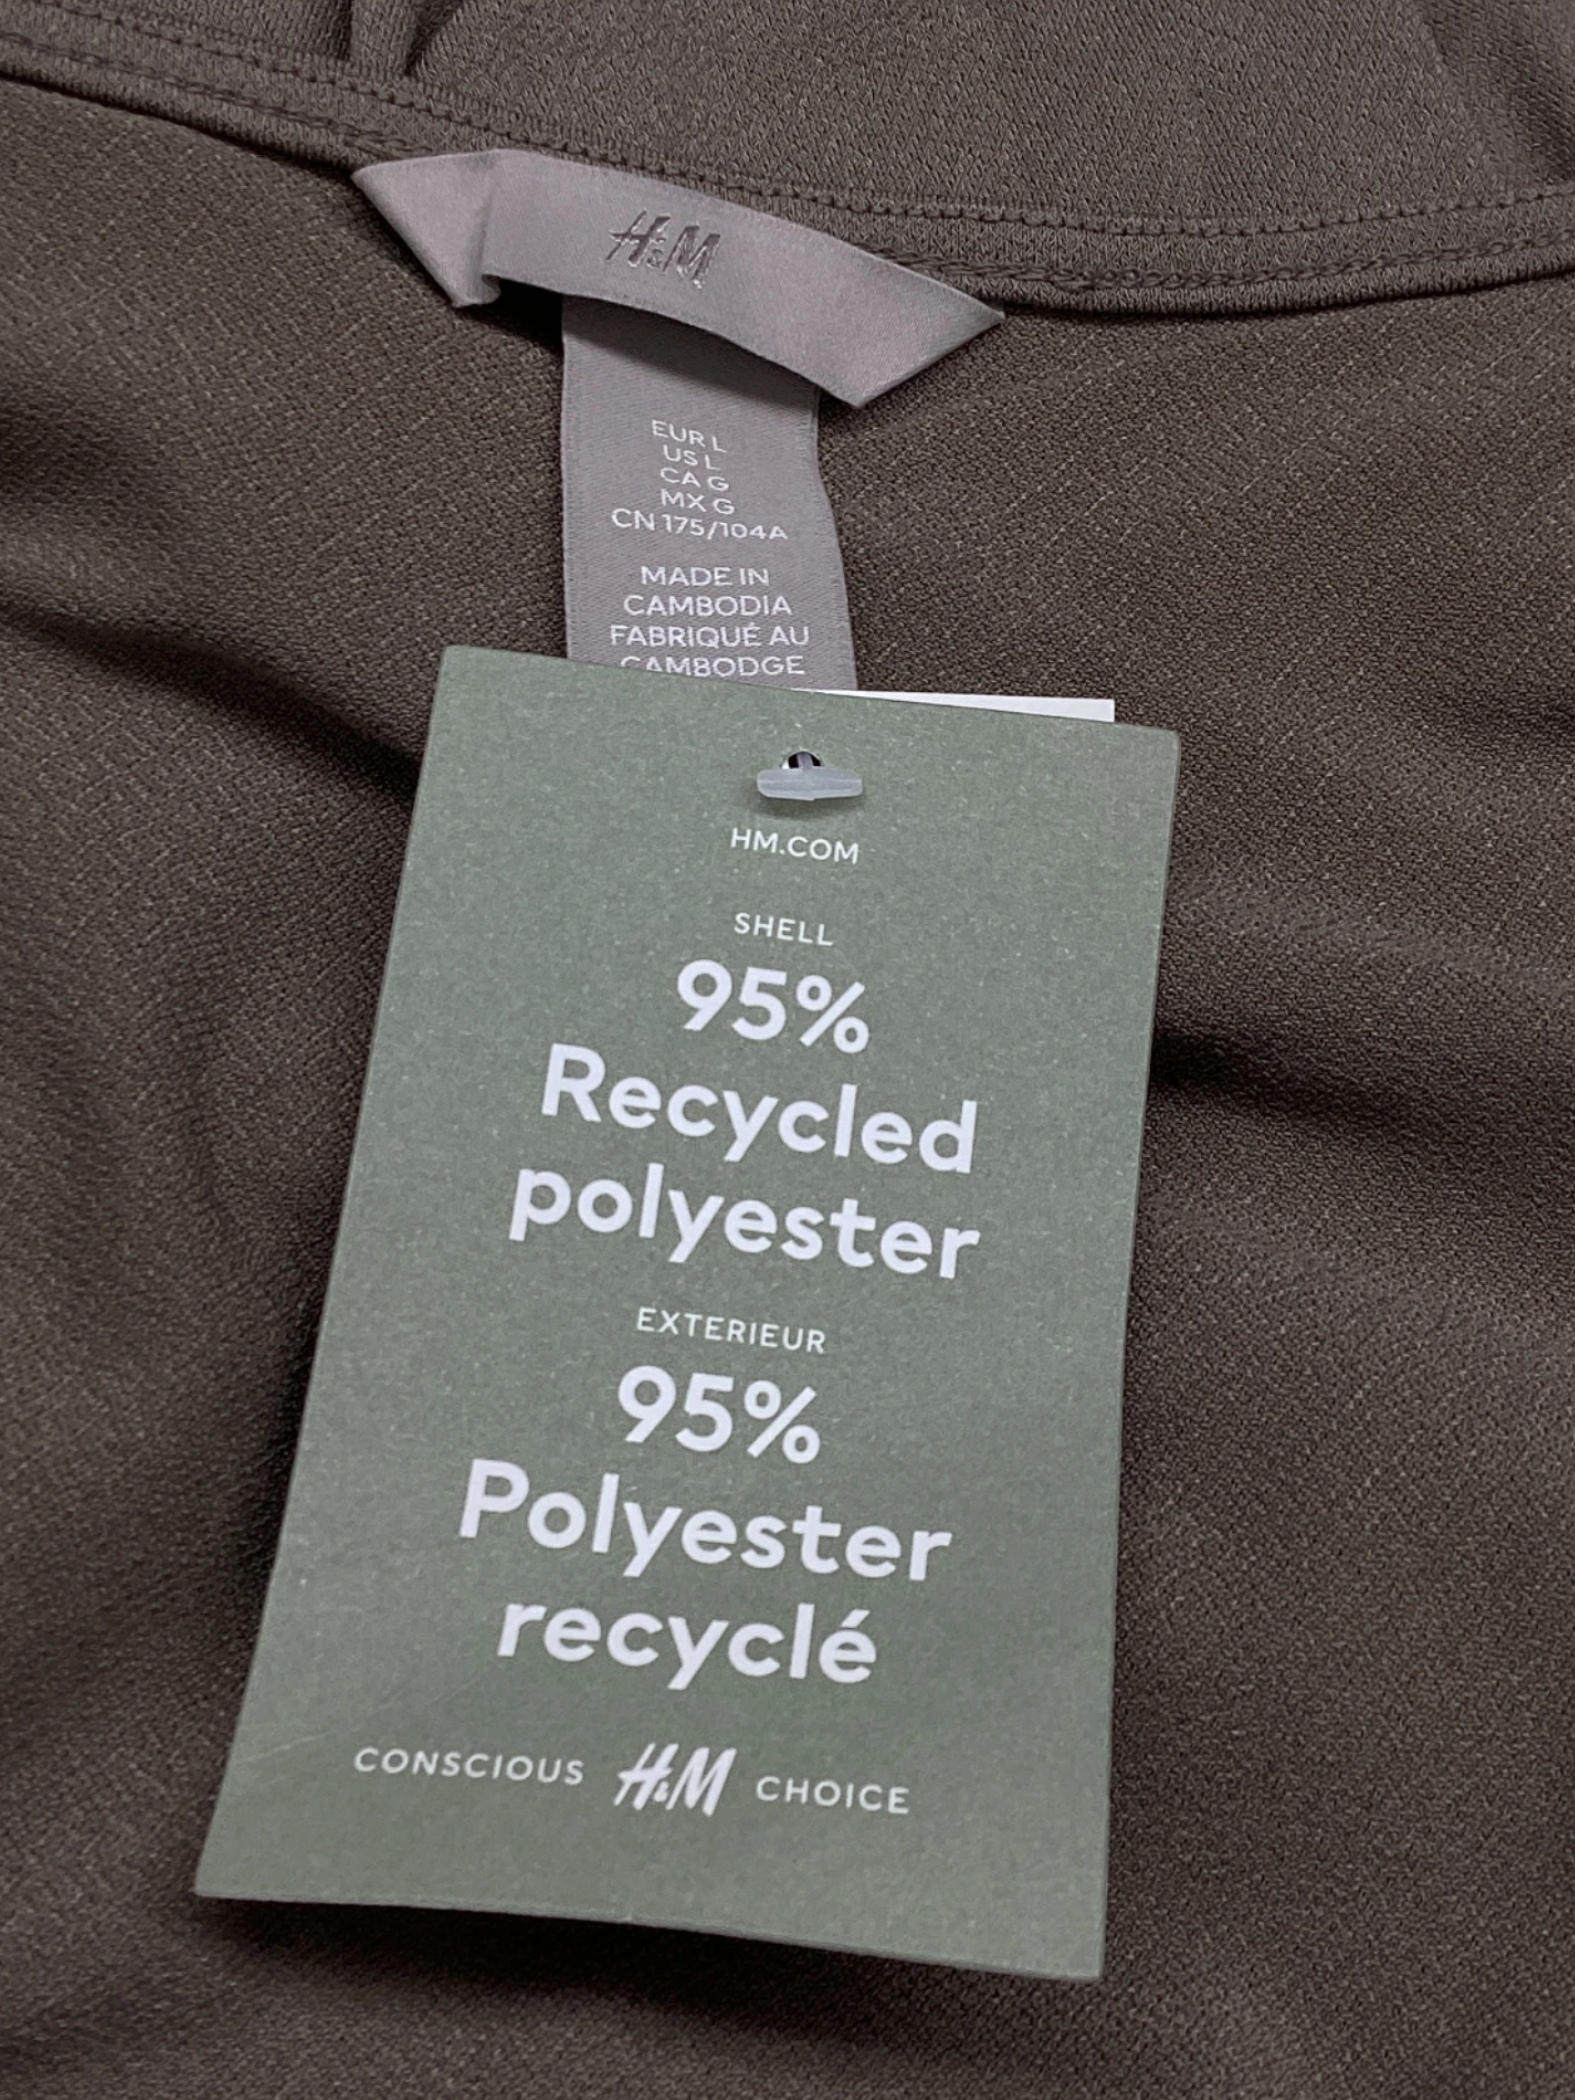 H&M
EUR L
US L
CA G
MX G
CN 175/104A
MADE IN
CAMBODIA
FABRIQUÉ AU
CAMBODGE
HM.COM
SHELL
95%
Recycled
polyester
EXTERIEUR
95%
Polyester
recyclé
CONSCIOUS H&M CHOICE